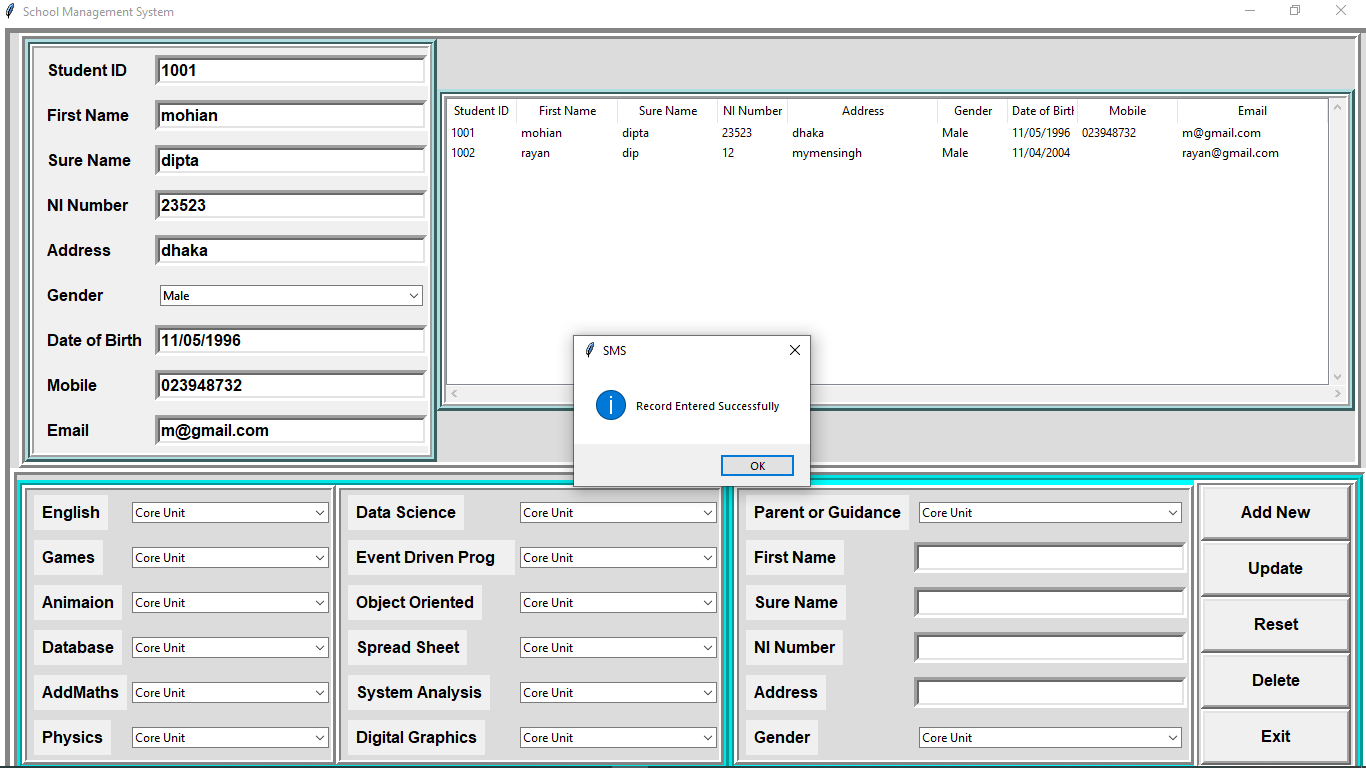 School Management System
Student ID 1001
First Name mohian
Sure Name dipta
NI Number 23523
Address dhaka
Gender Male
Date of Birth 11/05/1996
Mobile 023948732
Email m@gmail.com
Student ID First Name Sure Name NI Number Address Gender Date of Birth Mobile Email
1001 mohian dipta 23523 dhaka Male 11/05/1996 023948732 m@gmail.com
1002 rayan dip 12 mymensingh Male 11/04/2004 rayan@gmail.com
SMS
Record Entered Successfully
OK
English Core Unit
Games Core Unit
Animaion Core Unit
Database Core Unit
AddMaths Core Unit
Physics Core Unit
Data Science Core Unit
Event Driven Prog Core Unit
Object Oriented Core Unit
Spread Sheet Core Unit
System Analysis Core Unit
Digital Graphics Core Unit
Parent or Guidance Core Unit
First Name
Sure Name
NI Number
Address
Gender Core Unit
Add New
Update
Reset
Delete
Exit